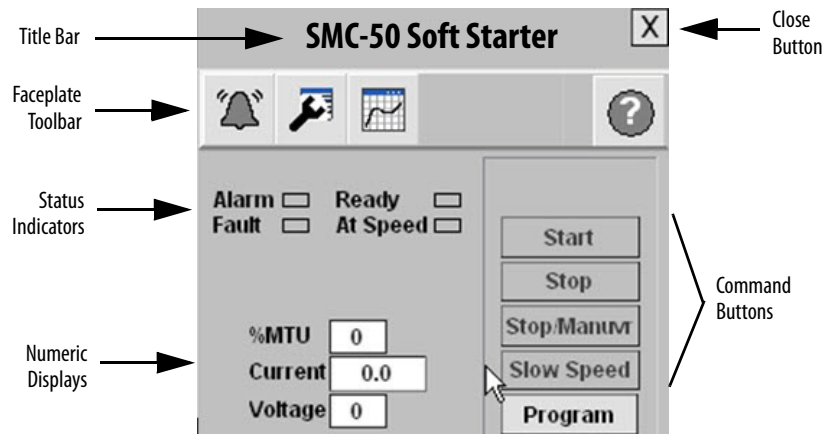 Title Bar
SMC-50 Soft Starter
X
Close
Button
Faceplate
Toolbar
?
Status
Indicators
Alarm
Ready
Fault
At Speed
Start
Stop
Stop/Manuvr
Slow Speed
Program
Command
Buttons
Numeric
Displays
%MTU
0
Current
0.0
Voltage
0